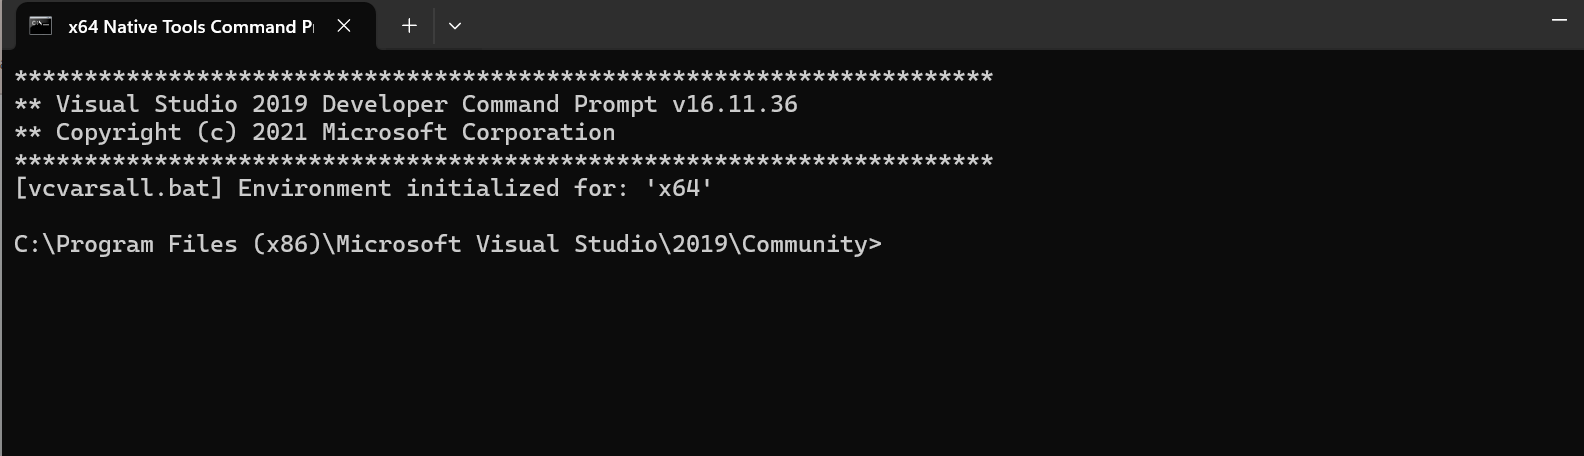 x64 Native Tools Command P
**********************************************************************
** Visual Studio 2019 Developer Command Prompt v16.11.36
** Copyright (c) 2021 Microsoft Corporation
**********************************************************************
[vcvarsall.bat] Environment initialized for: 'x64'
C:\Program Files (x86)\Microsoft Visual Studio\2019\Community>